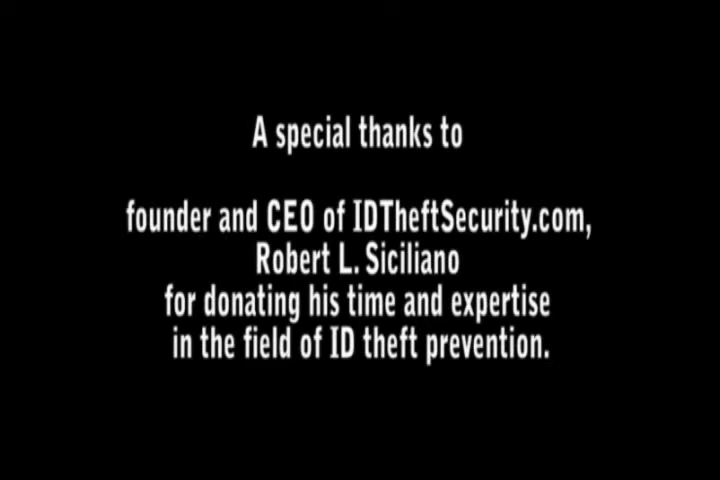 A special thanks to
founder and CEO of IDTheftSecurity.com,
Robert L. Siciliano
for donating his time and expertise
in the field of ID theft prevention.